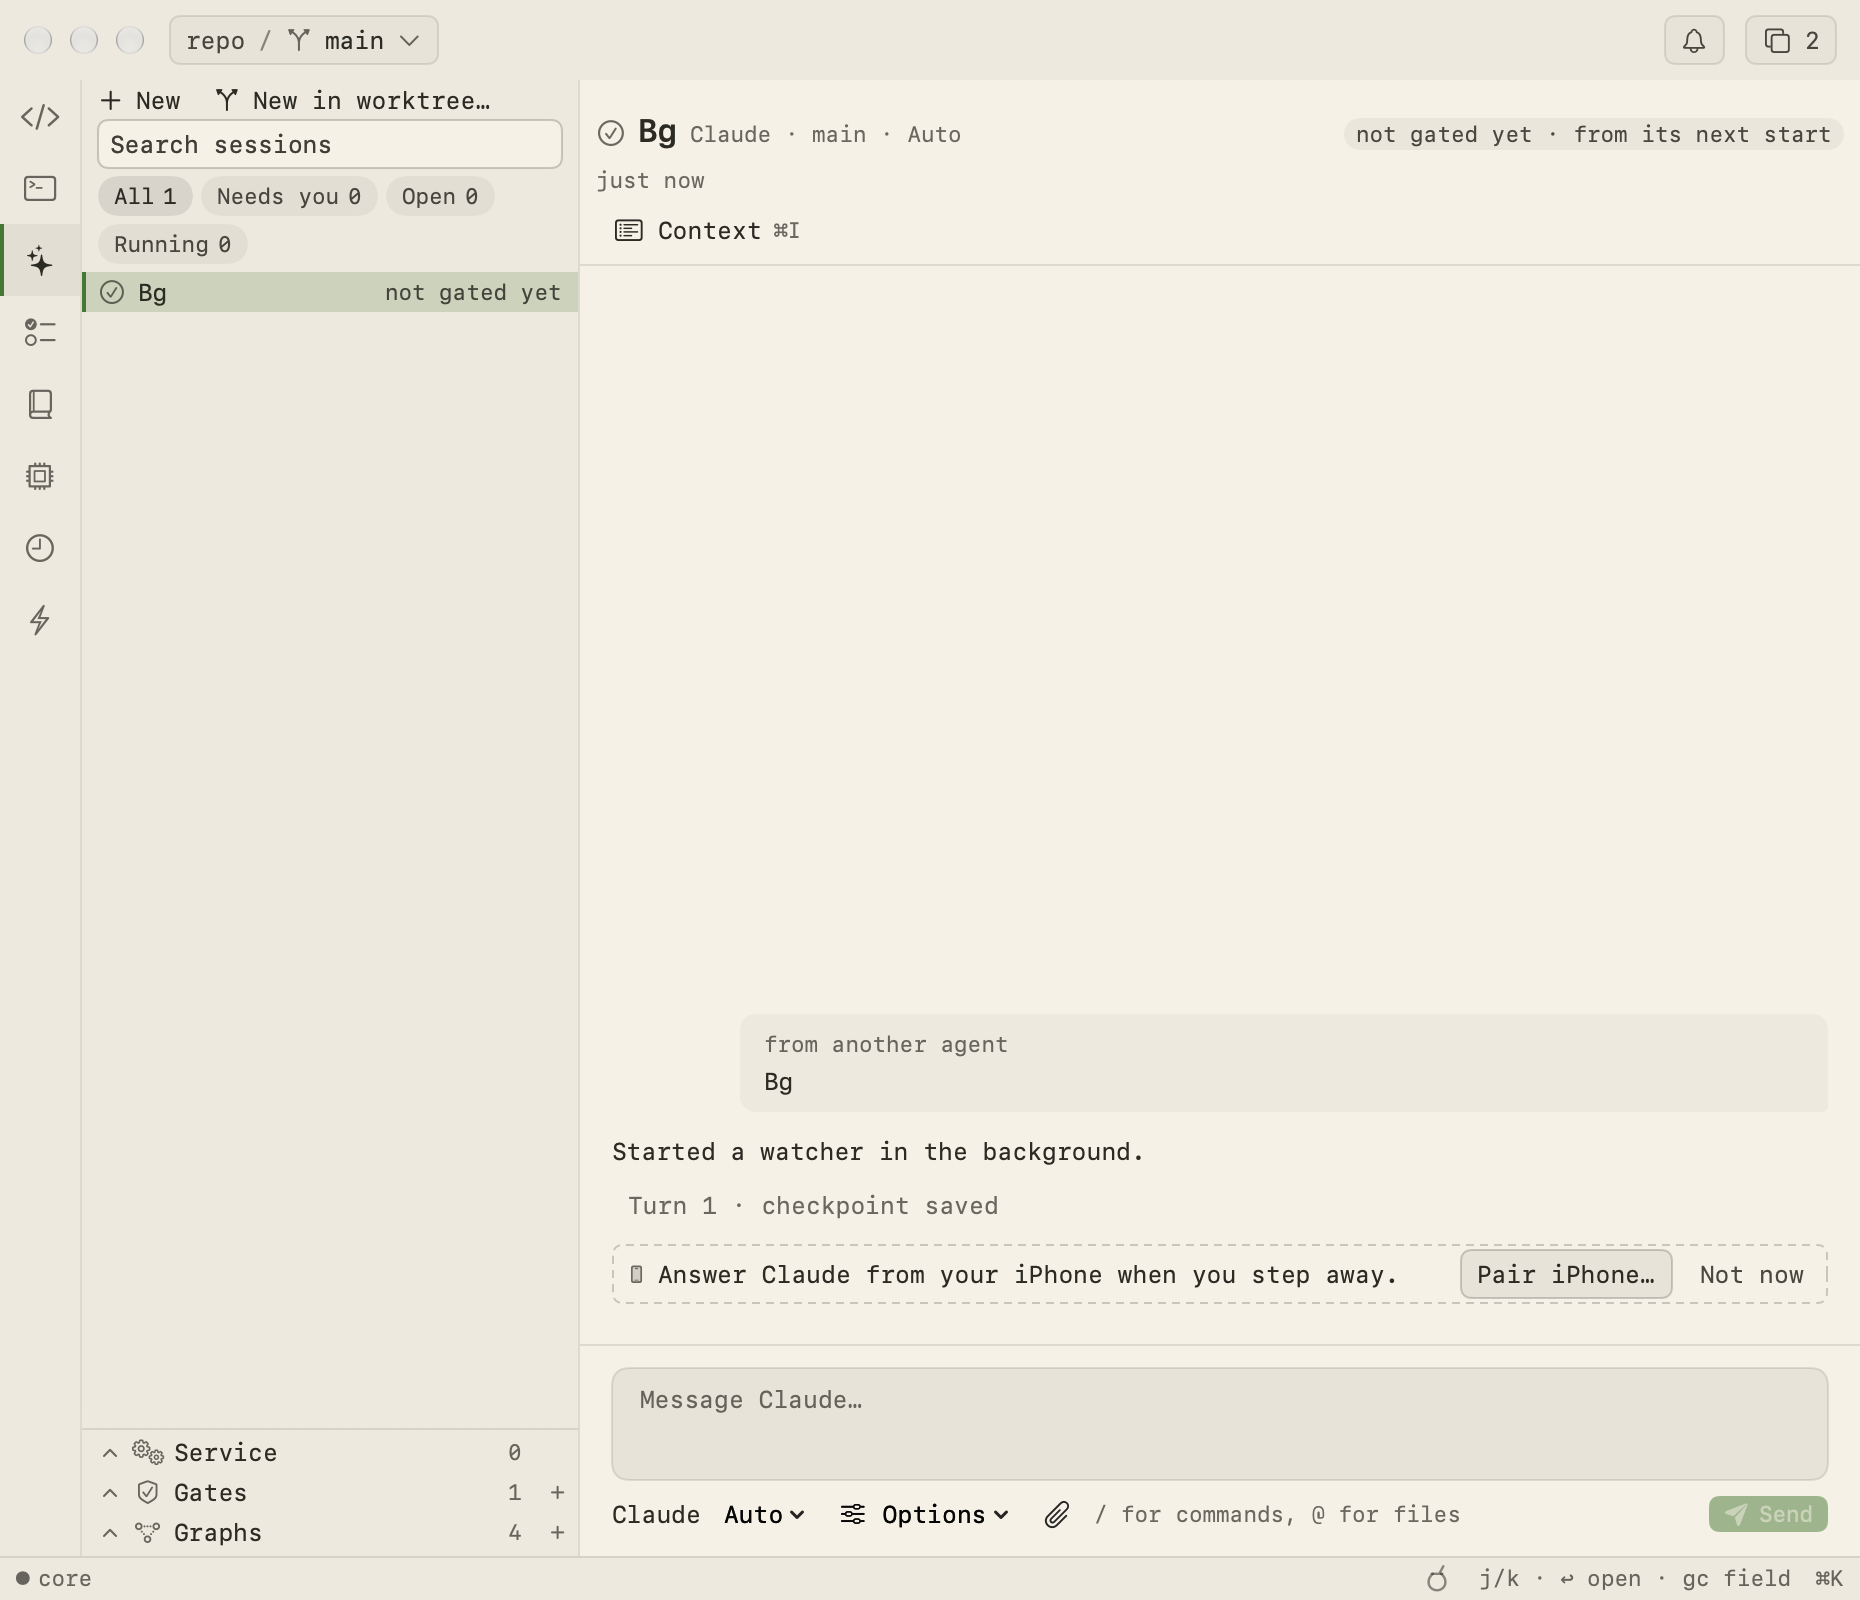 repo / main
2
New New in worktree…
Search sessions
All 1 Needs you 0 Open 0
Running 0
Bg not gated yet
Service 0
Gates 1 +
Graphs 4 +
Bg Claude · main · Auto
not gated yet · from its next start
just now
Context ⌘I
from another agent
Bg
Started a watcher in the background.
Turn 1 · checkpoint saved
Answer Claude from your iPhone when you step away. Pair iPhone… Not now
Message Claude…
Claude Auto Options / for commands, @ for files Send
core
j/k · ↩ open · gc field ⌘K